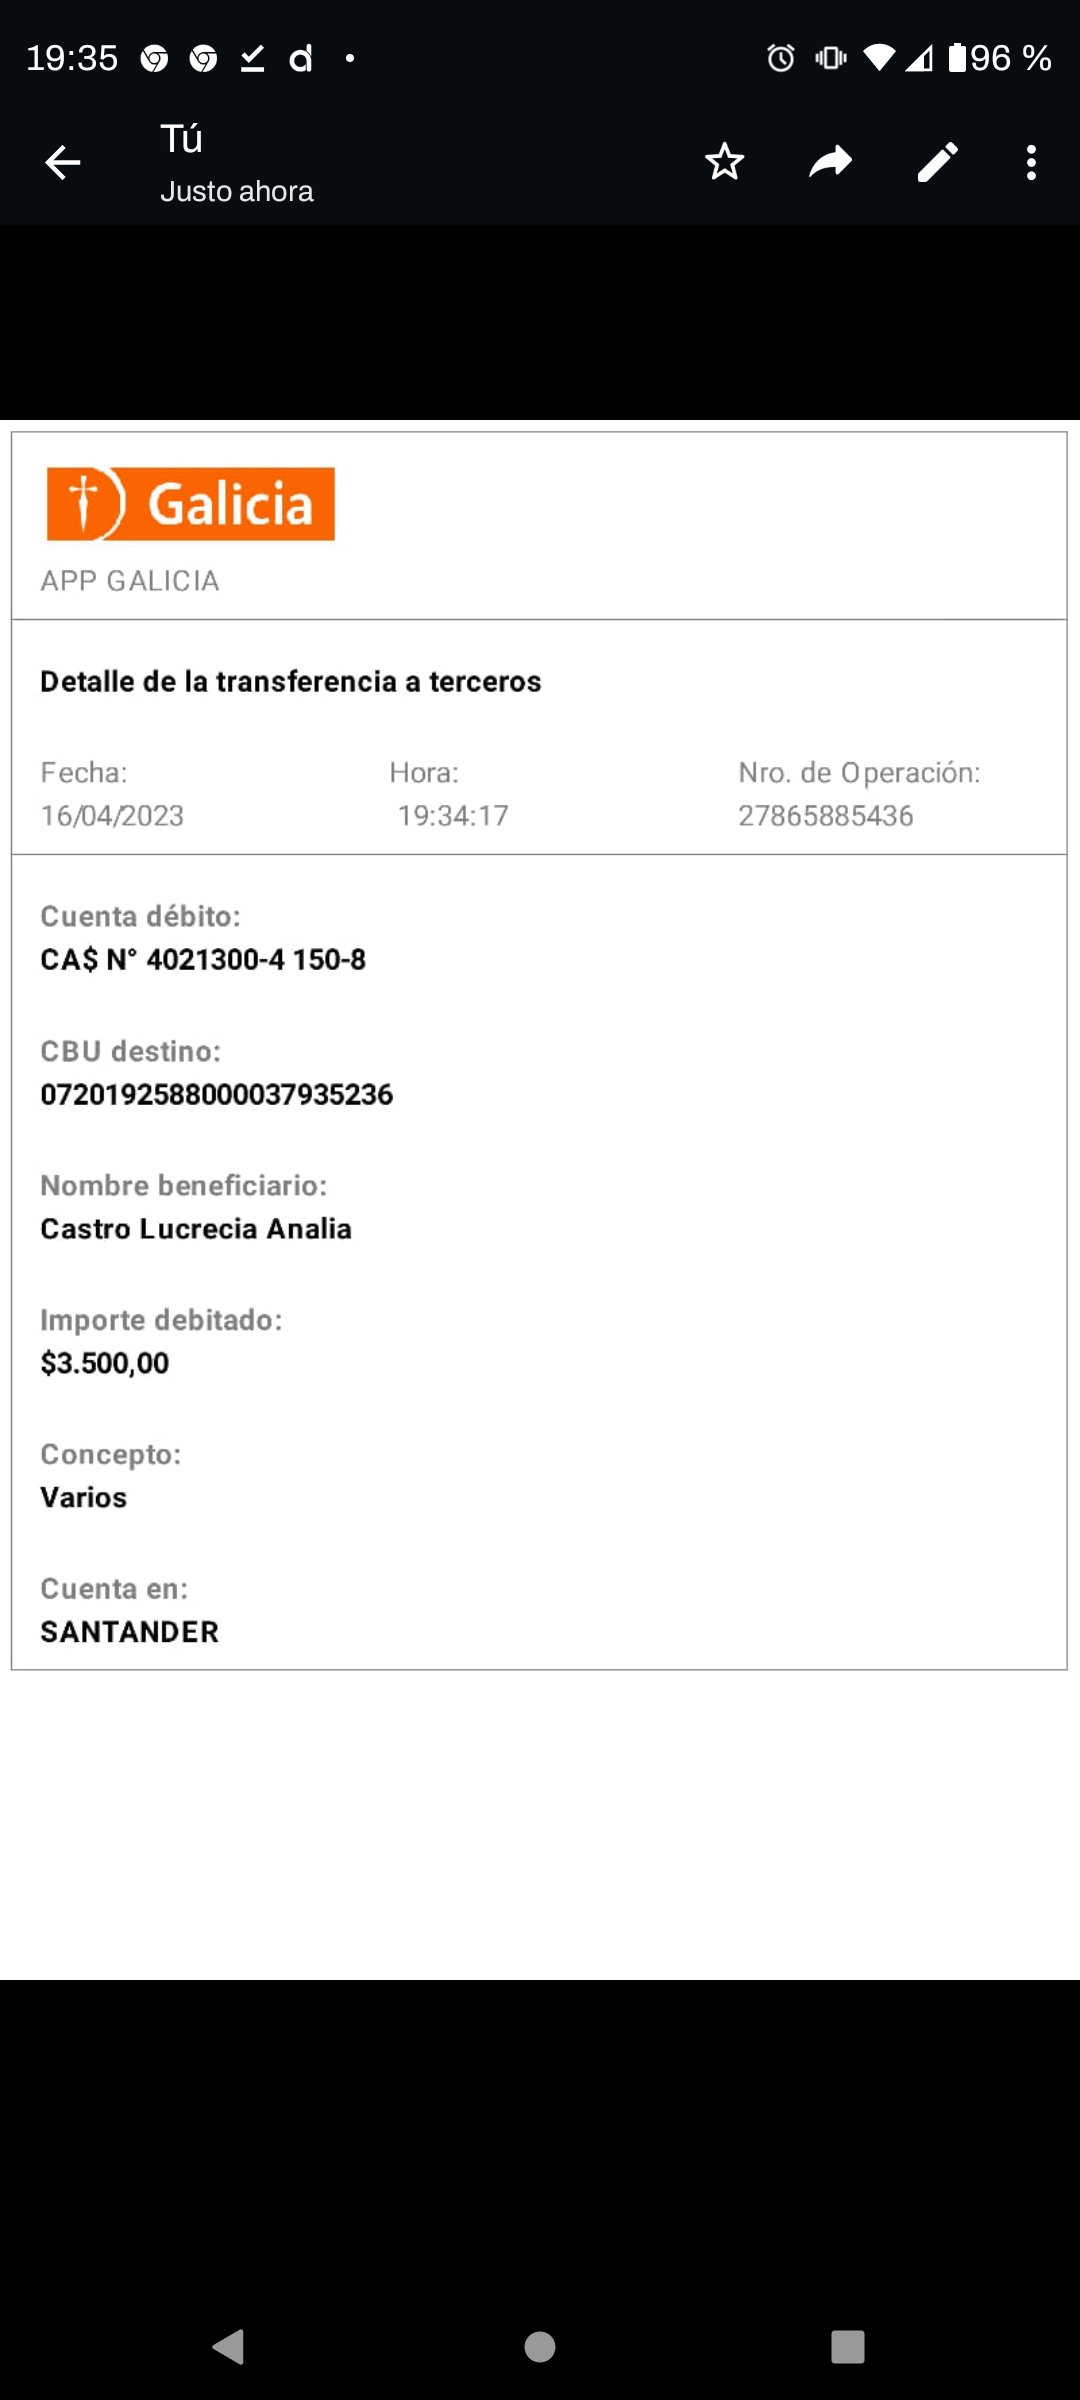 19:35 96 %
Tú
Justo ahora
Galicia
APP GALICIA
Detalle de la transferencia a terceros
Fecha: Hora: Nro. de Operación:
16/04/2023 19:34:17 27865885436
Cuenta débito:
CA$ N° 4021300-4 150-8
CBU destino:
0720192588000037935236
Nombre beneficiario:
Castro Lucrecia Analia
Importe debitado:
$3.500,00
Concepto:
Varios
Cuenta en:
SANTANDER